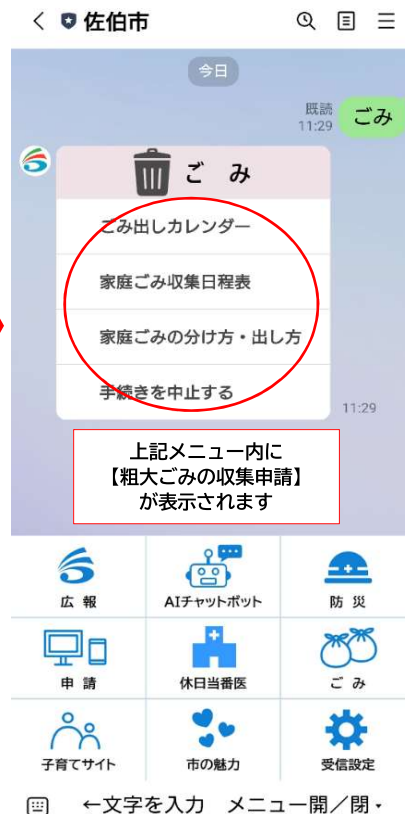 佐伯市
今日
既読
11:29
ごみ
ごみ
ごみ出しカレンダー
家庭ごみ収集日程表
家庭ごみの分け方・出し方
手続きを中止する
11:29
上記メニュー内に
【粗大ごみの収集申請】
が表示されます
広報
AIチャットボット
防災
申請
休日当番医
ごみ
子育てサイト
市の魅力
受信設定
←文字を入力 メニュー開／閉▾